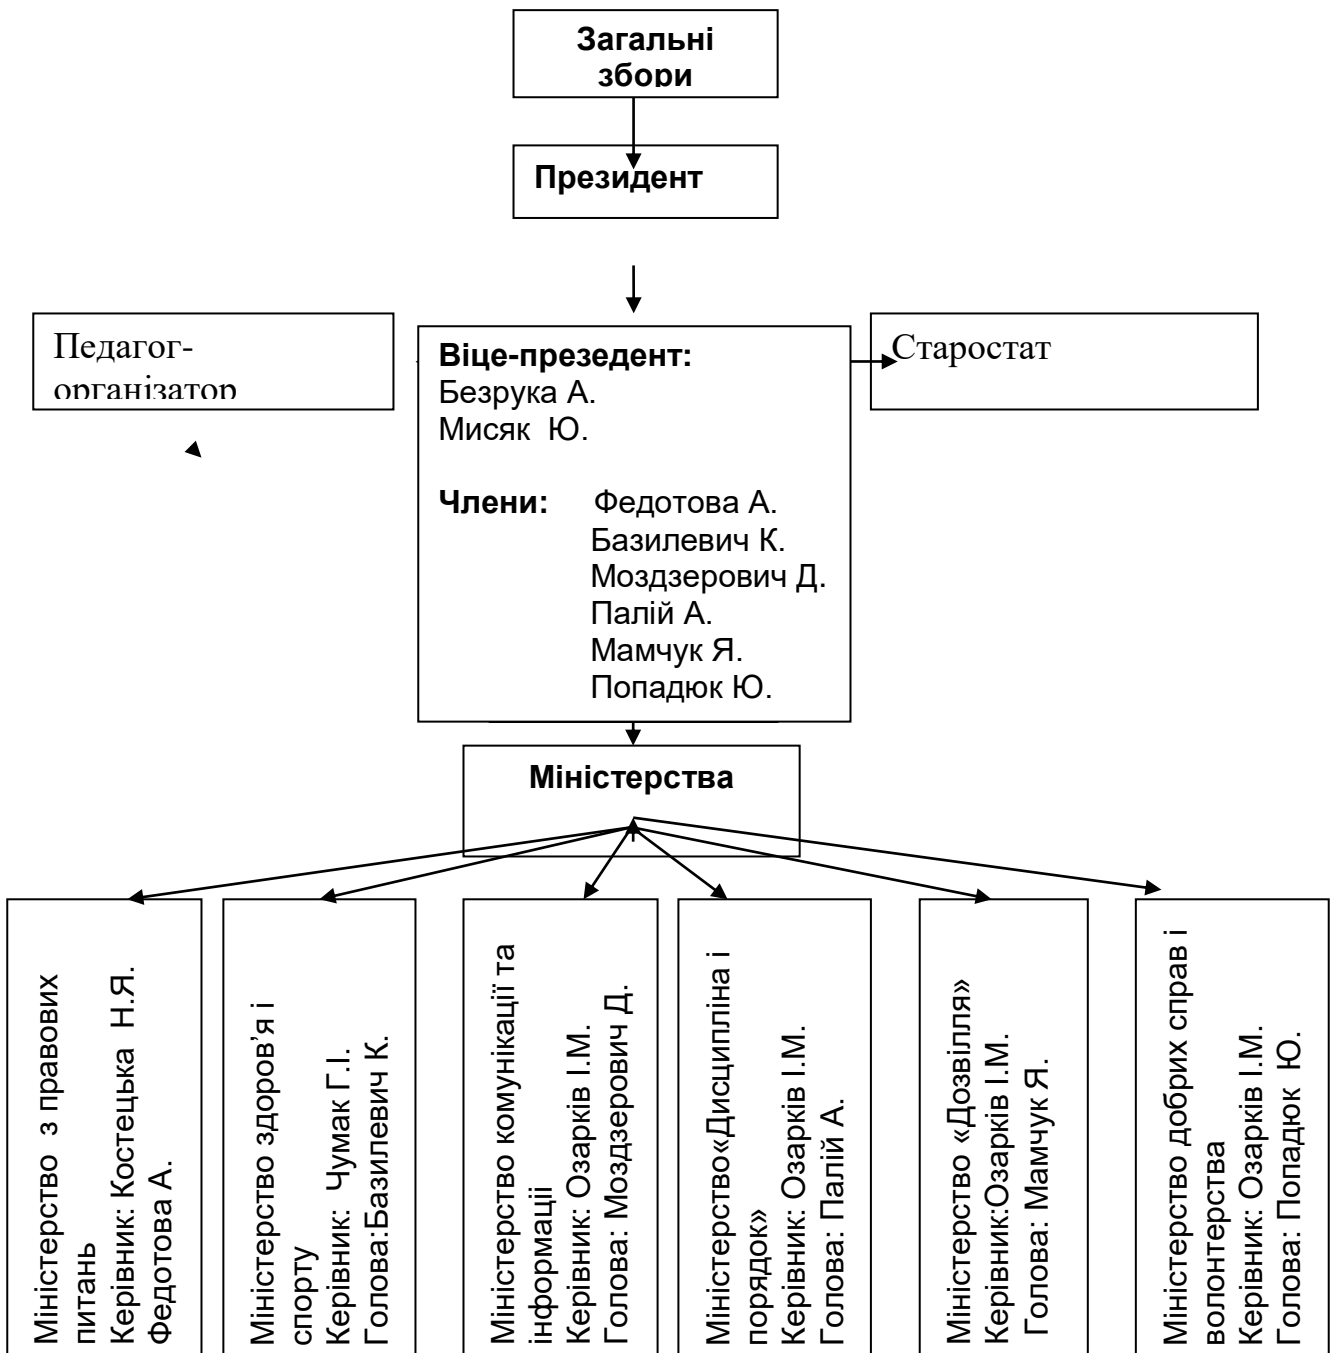 Загальні
збори
Президент
Педагог-
організатор
Віце-презедент:
Безрука А.
Мисяк Ю.
Члени: Федотова А.
Базилевич К.
Моздзерович Д.
Палій А.
Мамчук Я.
Попадюк Ю.
Старостат
Міністерства
Міністерство з правових
питань
Керівник: Костецька Н.Я.
Федотова А.
Міністерство здоров’я і
спорту
Керівник: Чумак Г.І.
Голова:Базилевич К.
Міністерство комунікації та
інформації
Керівник: Озарків І.М.
Голова: Моздзерович Д.
Міністерство«Дисципліна і
порядок»
Керівник: Озарків І.М.
Голова: Палій А.
Міністерство «Дозвілля»
Керівник:Озарків І.М.
Голова: Мамчук Я.
Міністерство добрих справ і
волонтерства
Керівник: Озарків І.М.
Голова: Попадюк Ю.